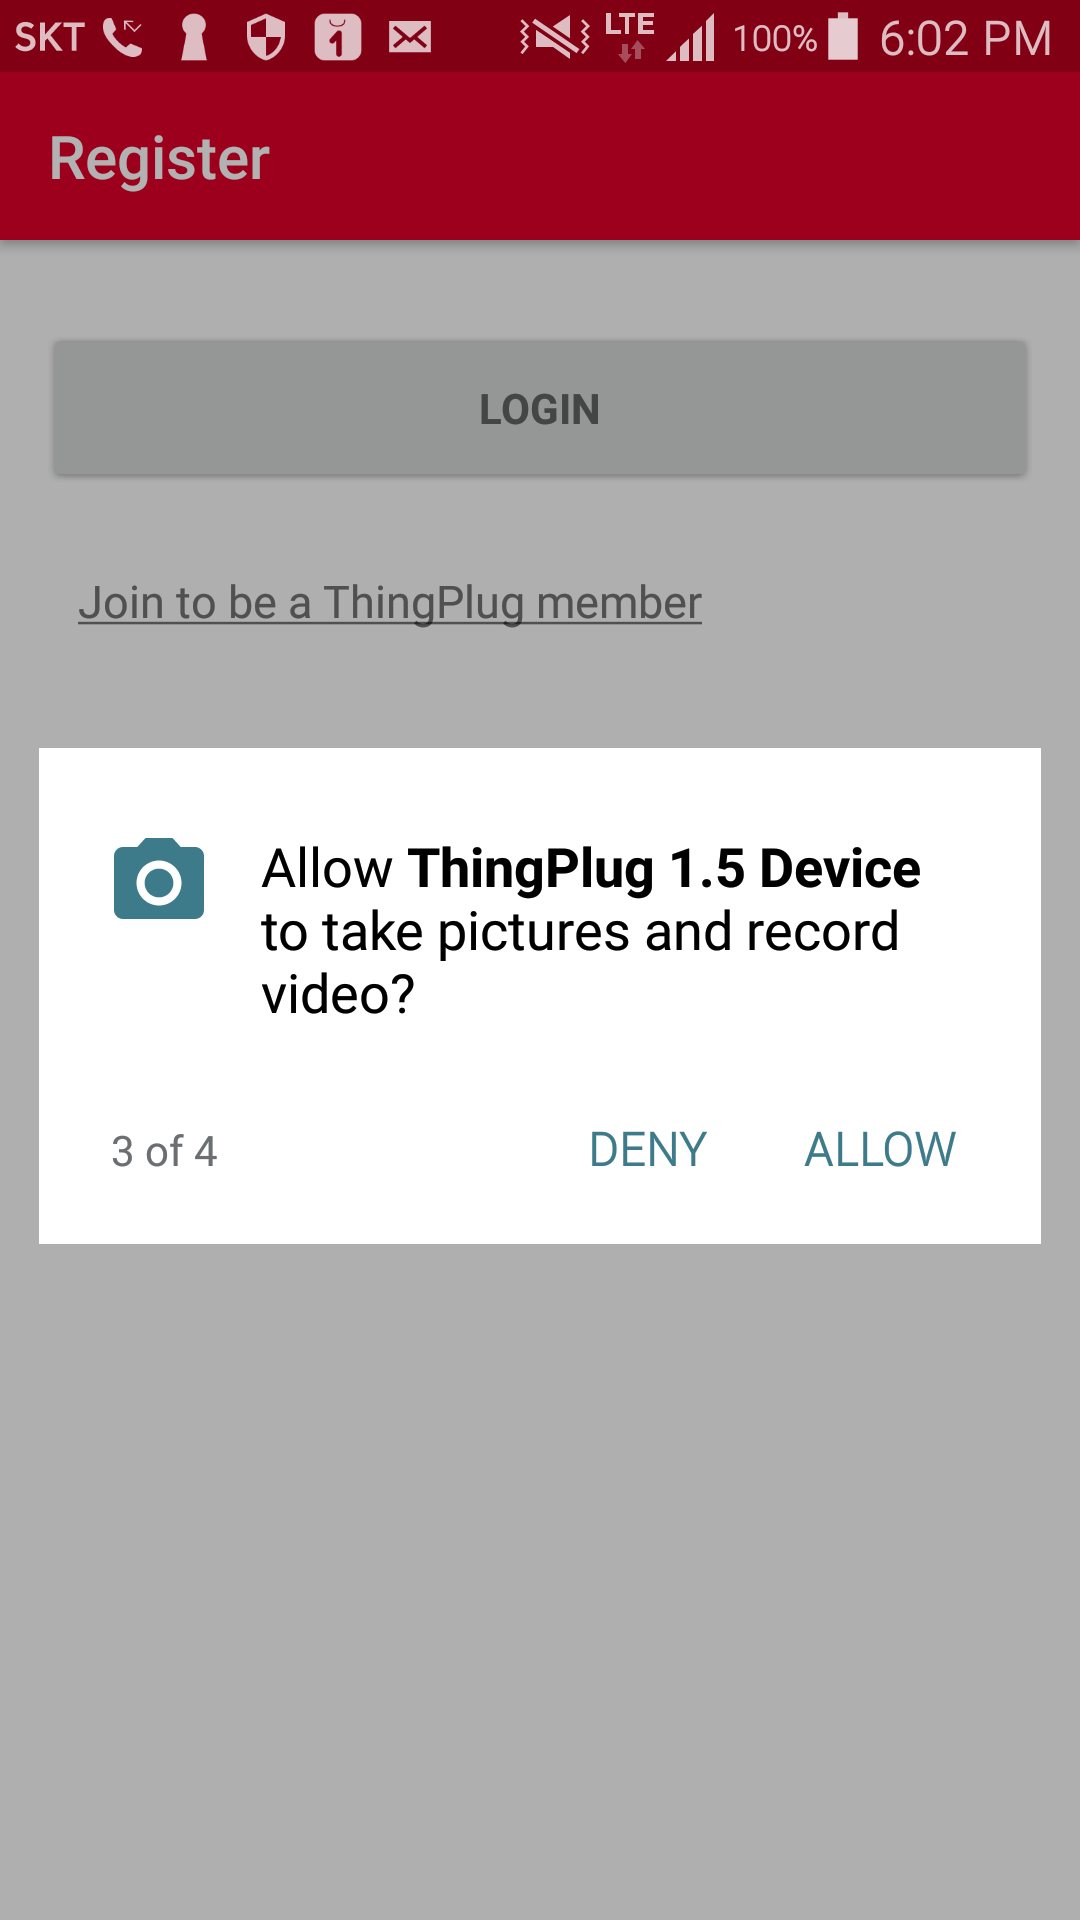 SKT 1 LTE 100% 6:02 PM
Register
LOGIN
Join to be a ThingPlug member
Allow ThingPlug 1.5 Device
to take pictures and record
video?
3 of 4 DENY ALLOW